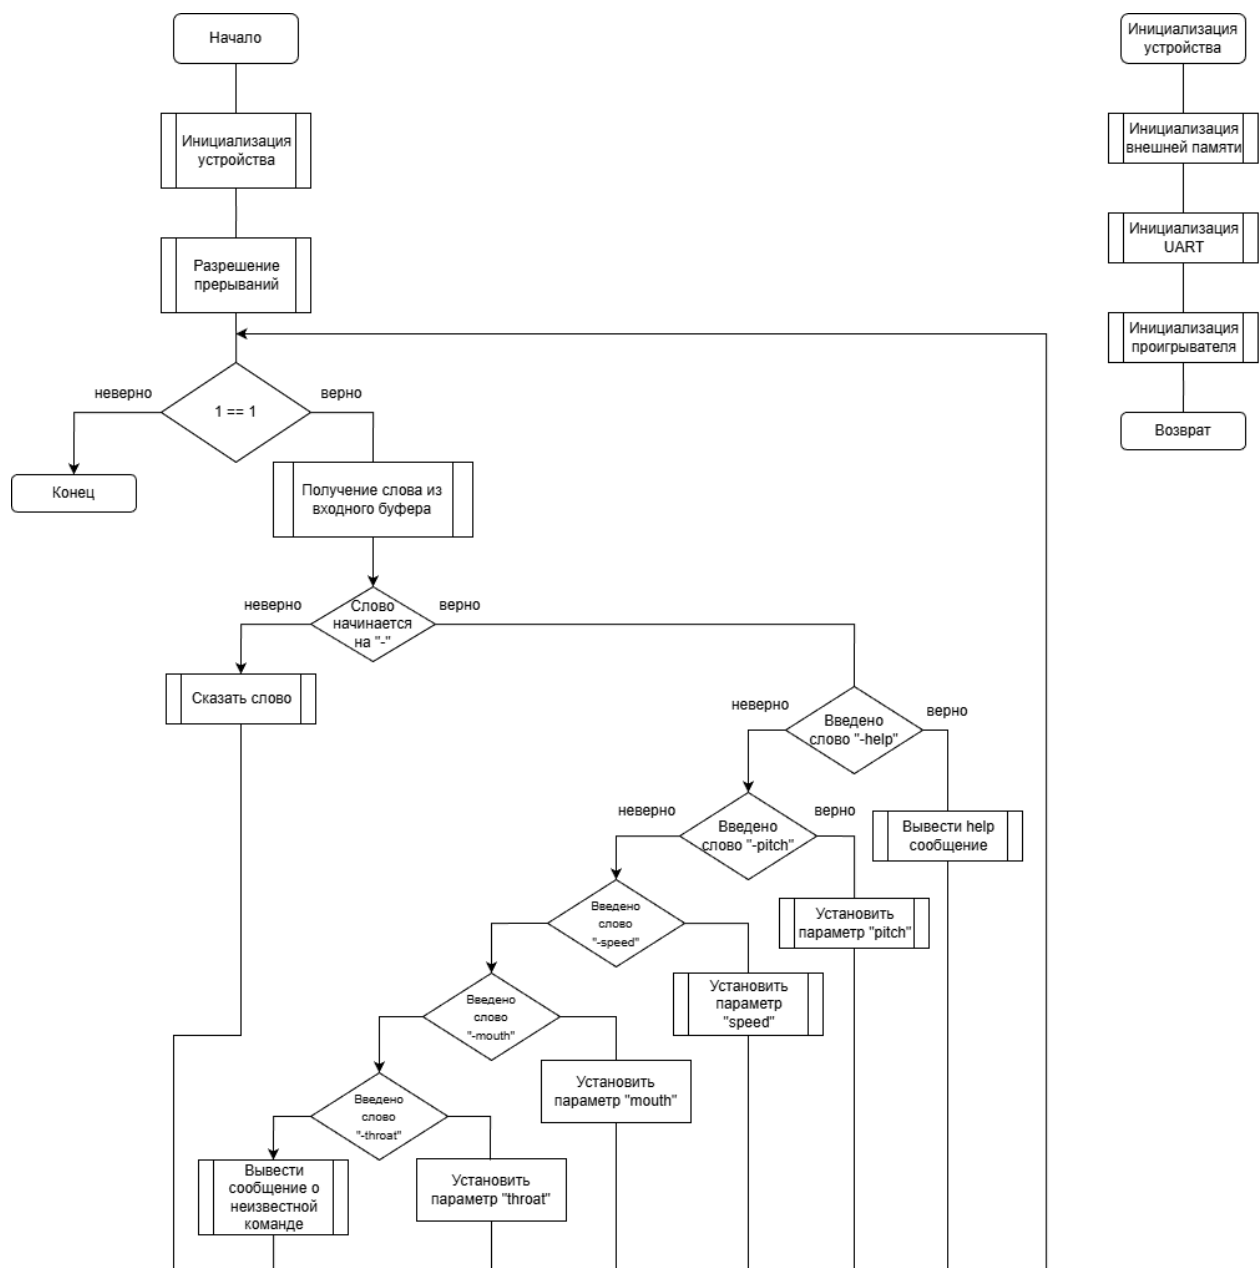 Начало
Инициализация
устройства
Разрешение
прерываний
неверно
верно
1 == 1
Конец
Получение слова из
входного буфера
неверно
Слово
начинается
на "-"
верно
Сказать слово
неверно
Введено
слово "-help"
верно
неверно
Введено
слово "-pitch"
верно
Вывести help
сообщение
Введено
слово
"-speed"
Установить
параметр "pitch"
Введено
слово
"-mouth"
Установить
параметр
"speed"
Введено
слово
"-throat"
Установить
параметр "mouth"
Вывести
сообщение о
неизвестной
команде
Установить
параметр "throat"
Инициализация
устройства
Инициализация
внешней памяти
Инициализация
UART
Инициализация
проигрывателя
Возврат